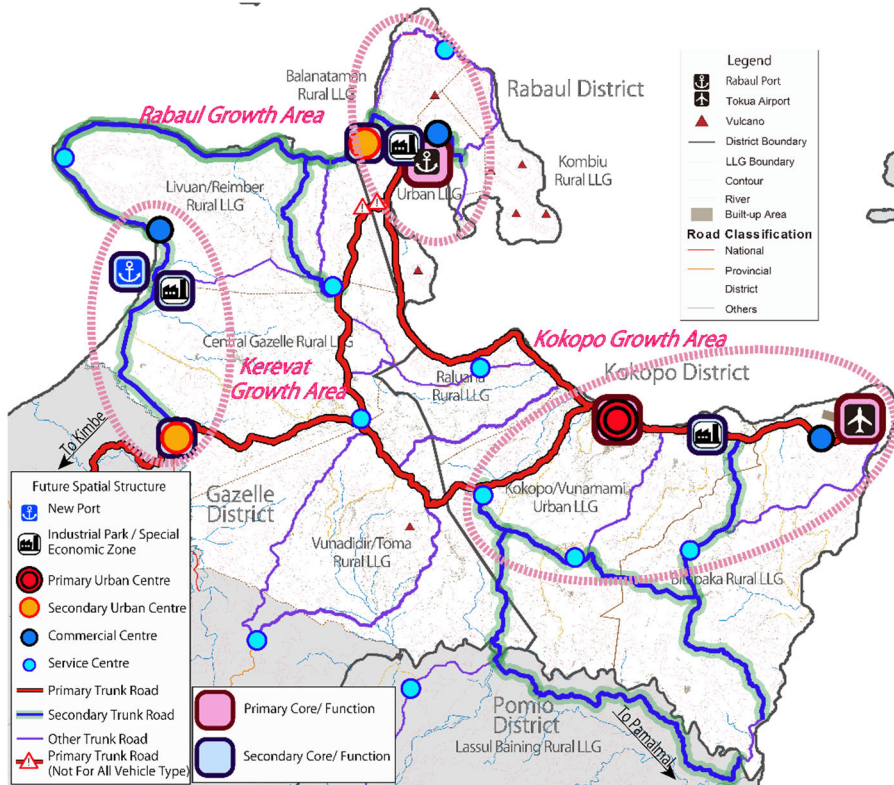 Balanataman
Rural LLG
Rabaul District
Rabaul Growth Area
Kombiu
Rural LLG
Livuan/Reimber
Rural LLG
Urban LLG
Legend
Rabaul Port
Tokua Airport
Vulcano
District Boundary
LLG Boundary
Contour
River
Built-up Area
Road Classification
National
Provincial
District
Others
Central Gazelle Rural LLG
Kerevat
Growth Area
Kokopo Growth Area
Kokopo District
Raluana
Rural LLG
To Kimbe
Gazelle
District
Kokopo/Vunamami
Urban LLG
Vunadidir/Toma
Rural LLG
Bitapaka Rural LLG
Future Spatial Structure
New Port
Industrial Park / Special
Economic Zone
Primary Urban Centre
Secondary Urban Centre
Commercial Centre
Service Centre
Primary Trunk Road
Secondary Trunk Road
Other Trunk Road
Primary Trunk Road
(Not For All Vehicle Type)
Primary Core/ Function
Secondary Core/ Function
Pomio
District
Lassul Baining Rural LLG
To Pamalmal